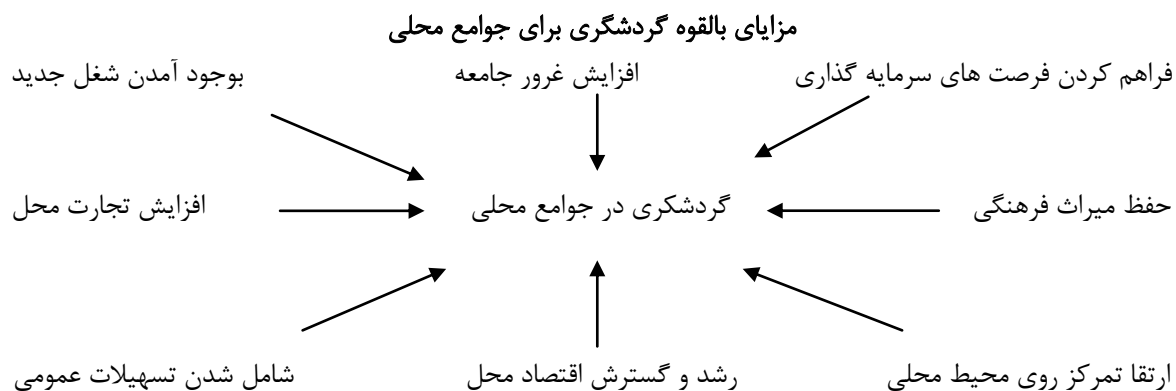 مزایای بالقوه گردشگری برای جوامع محلی
فراهم کردن فرصت های سرمایه گذاری
افزایش غرور جامعه
بوجود آمدن شغل جدید
حفظ میراث فرهنگی
گردشکری در جوامع محلی
افزایش تجارت محل
ارتقا تمرکز روی محیط محلی
رشد و گسترش اقتصاد محل
شامل شدن تسهیلات عمومی